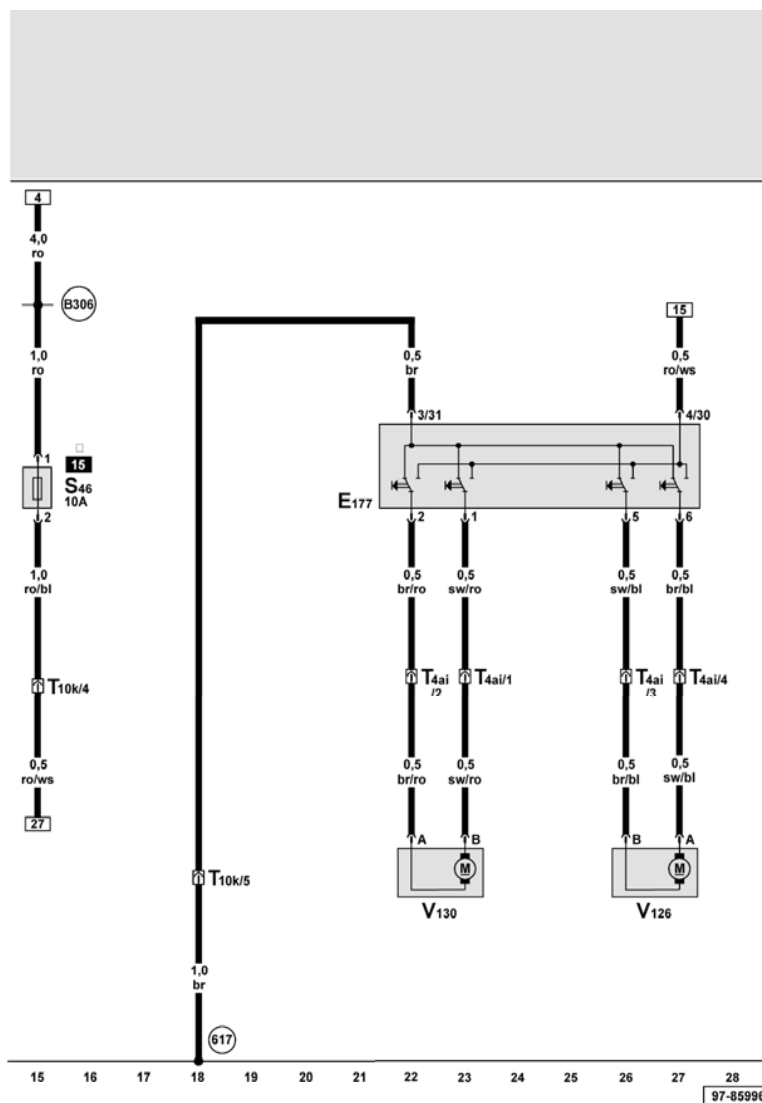 4
4,0
ro
B306
15
1,0
ro
0,5
br
0,5
ro/ws
3/31
4/30
1
15
S46
10A
2
E177
2
1
5
6
1,0
ro/bl
0,5
br/ro
0,5
sw/ro
0,5
sw/bl
0,5
br/bl
T10k/4
T4ai
/2
T4ai/1
T4ai
/3
T4ai/4
0,5
ro/ws
0,5
br/ro
0,5
sw/ro
0,5
br/bl
0,5
sw/bl
27
A
B
B
A
M
M
T10k/5
V130
V126
1,0
br
617
15 16 17 18 19 20 21 22 23 24 25 26 27 28
97-85996